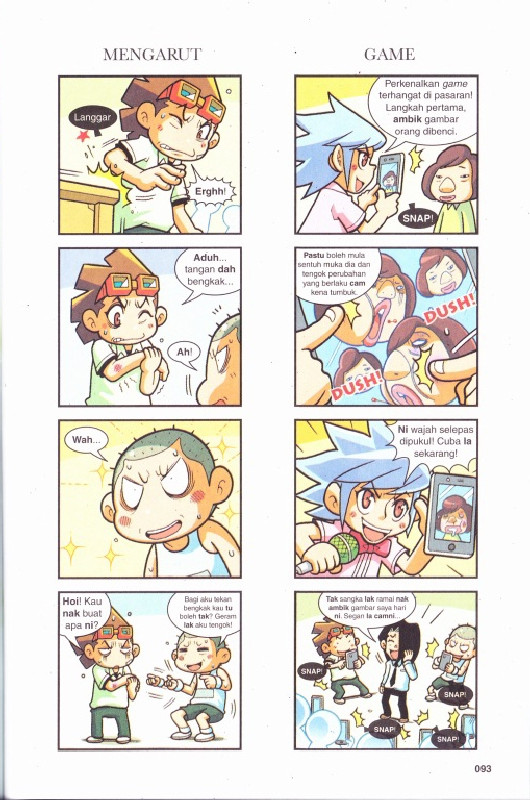 MENGARUT
Langgar
Erghh!
Aduh...
tangan dah
bengkak...
Ah!
Wah...
Hoi! Kau
nak buat
apa ni?
Bagi aku tekan
bengkak kau tu
boleh tak? Geram
lak aku tengok!
GAME
Perkenalkan game
terhangat di pasaran!
Langkah pertama,
ambik gambar
orang dibenci.
SNAP!
Pastu boleh mula
sentuh muka dia dan
tengok perubahan
yang berlaku cam
kena tumbuk.
DUSH!
DUSH!
Ni wajah selepas
dipukul! Cuba la
sekarang!
Tak sangka lak ramai nak
ambik gambar saya hari
ni. Segan la camni...
SNAP!
SNAP!
SNAP!
SNAP!
093